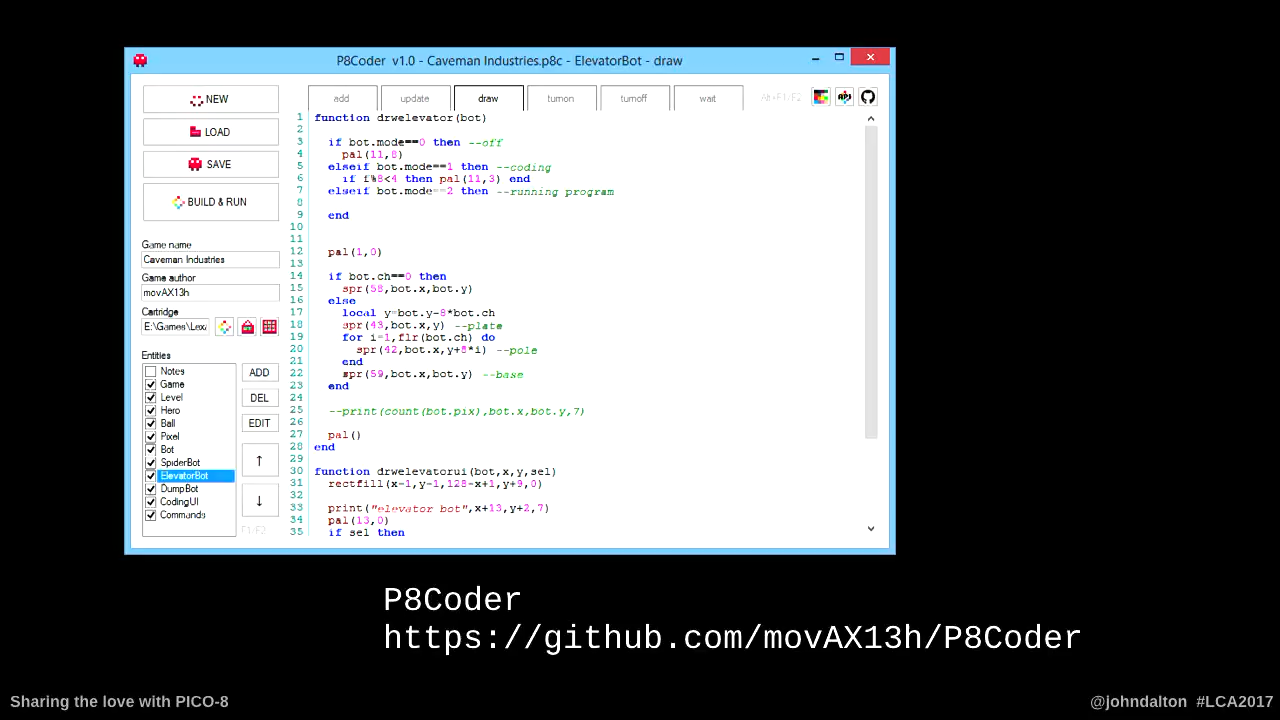 P8Coder v1.0 - Caveman Industries.p8c - ElevatorBot - draw
NEW
LOAD
SAVE
BUILD & RUN
Game name
Caveman Industries
Game author
movAX13h
Cartridge
E:\Games\Lex
Entities
Notes
Game
Level
Hero
Ball
Pixel
Bot
SpiderBot
ElevatorBot
DumpBot
CodingUI
Commands
ADD
DEL
EDIT
↑
↓
F1/F2
add update draw turnon turnoff wait Alt+F1/F2 API
1 function drwelevator(bot)
2
3 if bot.mode==0 then --off
4 pal(11,8)
5 elseif bot.mode==1 then --coding
6 if f%8<4 then pal(11,3) end
7 elseif bot.mode==2 then --running program
8
9 end
10
11
12 pal(1,0)
13
14 if bot.ch==0 then
15 spr(58,bot.x,bot.y)
16 else
17 local y=bot.y-8*bot.ch
18 spr(43,bot.x,y) --plate
19 for i=1,flr(bot.ch) do
20 spr(42,bot.x,y+8*i) --pole
21 end
22 spr(59,bot.x,bot.y) --base
23 end
24
25 --print(count(bot.pix),bot.x,bot.y,7)
26
27 pal()
28 end
29
30 function drwelevatorui(bot,x,y,sel)
31 rectfill(x-1,y-1,128-x+1,y+9,0)
32
33 print("elevator bot",x+13,y+2,7)
34 pal(13,0)
35 if sel then
P8Coder
https://github.com/movAX13h/P8Coder
Sharing the love with PICO-8
@johndalton #LCA2017